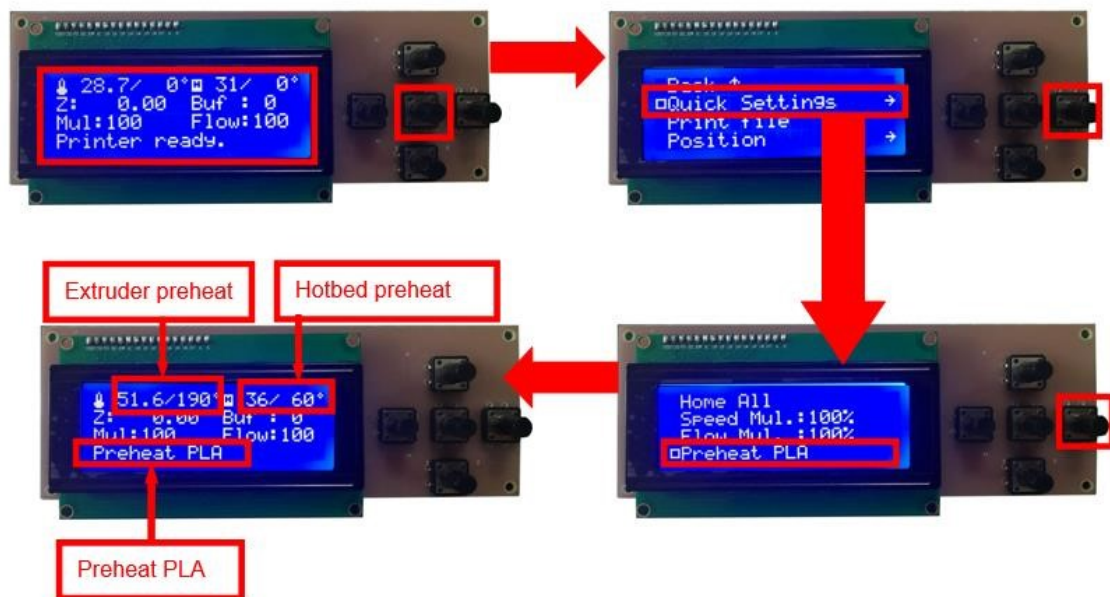 28.7/ 0° 31/ 0°
Z: 0.00 Buf : 0
Mul:100 Flow:100
Printer ready.
Back ↑
Quick Settings →
Print file
Position →
Extruder preheat
Hotbed preheat
51.6/190° 36/ 60°
Z: 0.00 Buf : 0
Mul:100 Flow:100
Preheat PLA
Preheat PLA
Home All
Speed Mul.:100%
Flow Mul. :100%
Preheat PLA